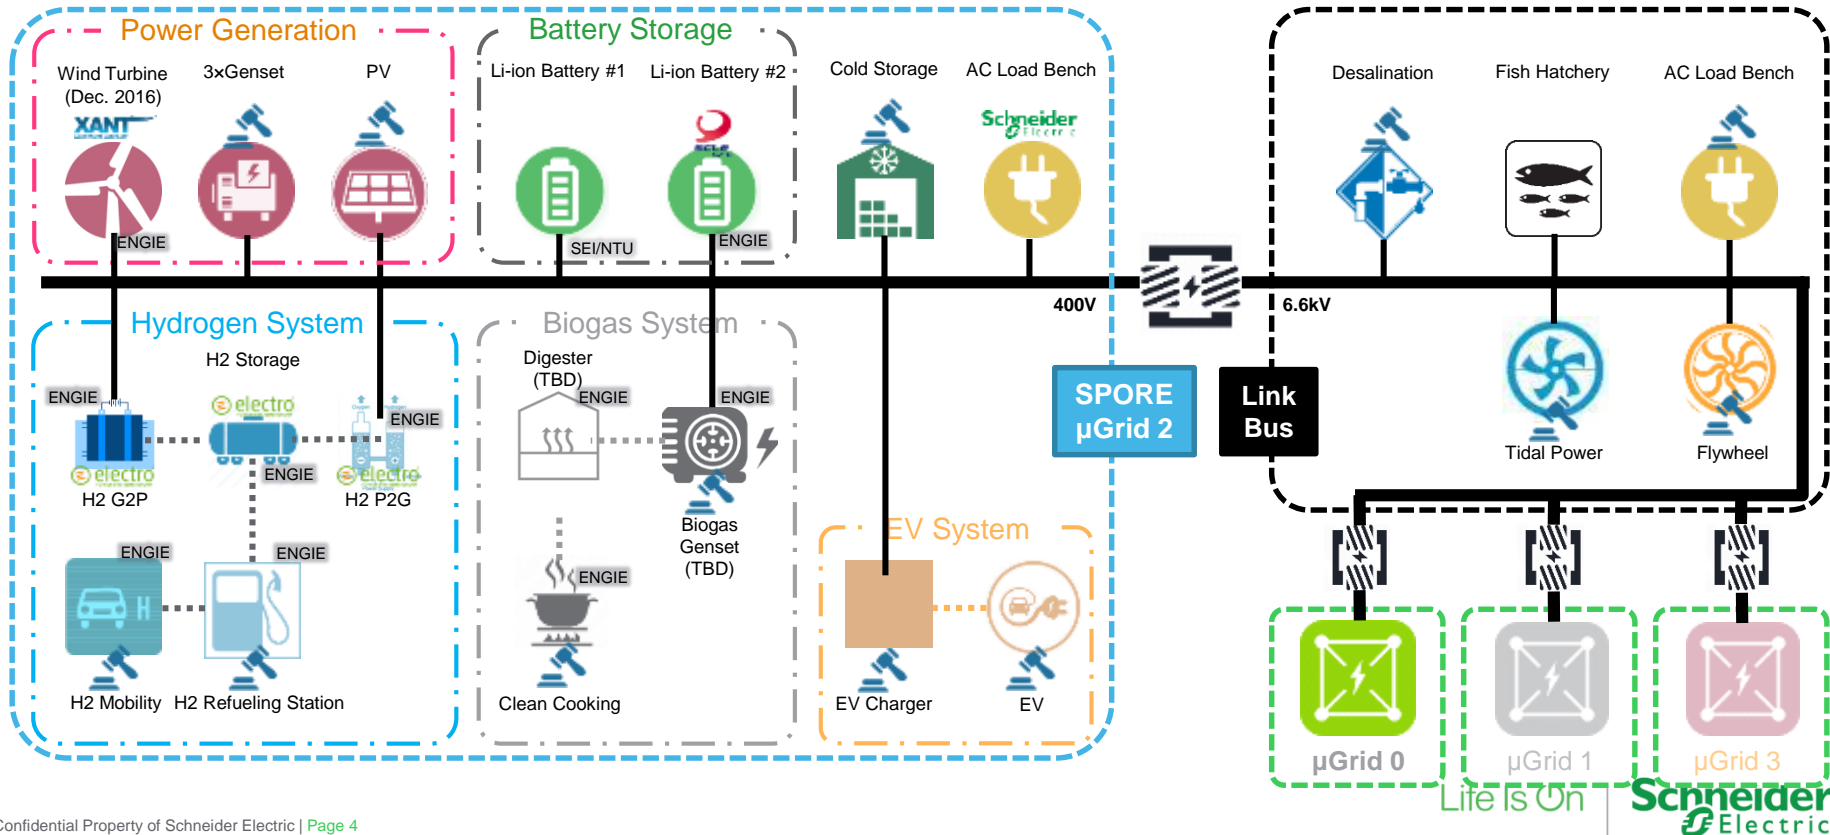 Power Generation
Wind Turbine
(Dec. 2016)
XANT
3×Genset
PV
ENGIE
Battery Storage
Li-ion Battery #1
Li-ion Battery #2
SEI/NTU
ENGIE
Cold Storage
AC Load Bench
Schneider
Electric
Desalination
Fish Hatchery
AC Load Bench
400V
6.6kV
Hydrogen System
H2 Storage
ENGIE
electro
ENGIE
electro
ENGIE
electro
H2 G2P
H2 P2G
ENGIE
ENGIE
H
H2 Mobility
H2 Refueling Station
Biogas System
Digester
(TBD)
ENGIE
ENGIE
Biogas
Genset
(TBD)
ENGIE
Clean Cooking
EV System
EV Charger
EV
SPORE
µGrid 2
Link
Bus
Tidal Power
Flywheel
µGrid 0
µGrid 1
µGrid 3
Life Is On
Schneider
Electric
Confidential Property of Schneider Electric | Page 4